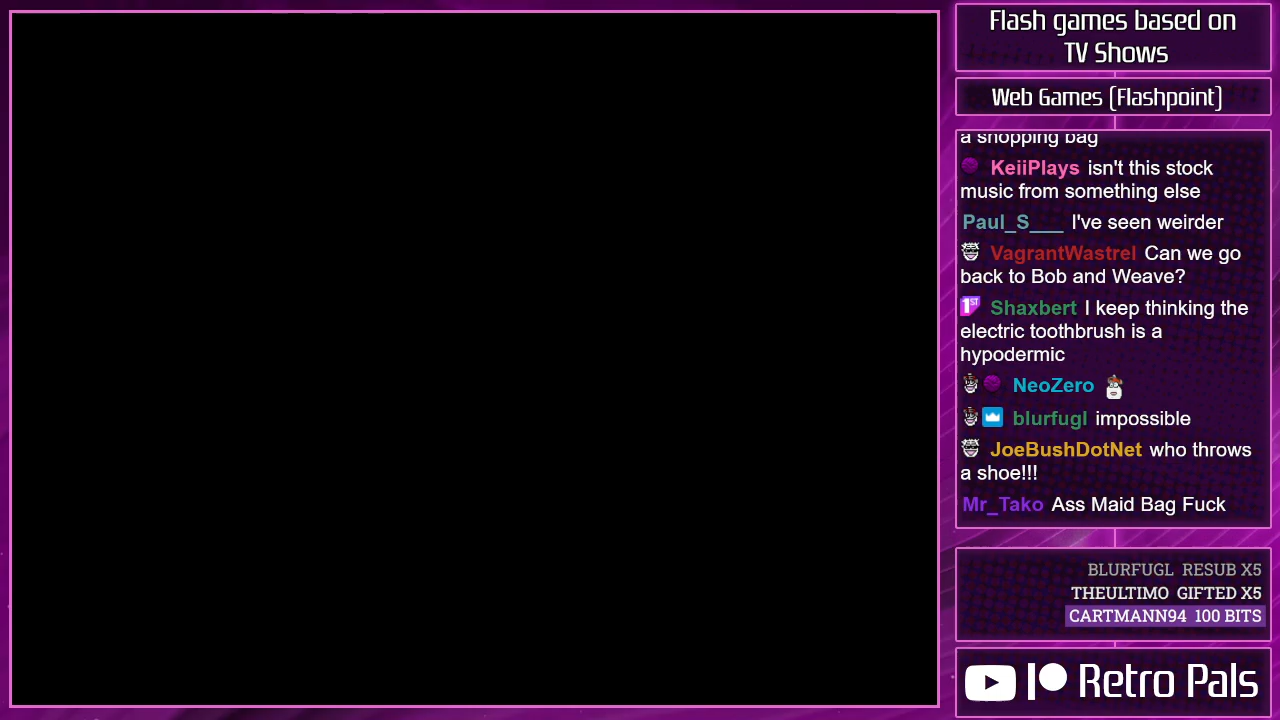 Flash games based on
TV Shows
Web Games (Flashpoint)
a shopping bag
KeiiPlays isn't this stock
music from something else
Paul_S___ I've seen weirder
VagrantWastrel Can we go
back to Bob and Weave?
1ST Shaxbert I keep thinking the
electric toothbrush is a
hypodermic
NeoZero
blurfugl impossible
JoeBushDotNet who throws
a shoe!!!
Mr_Tako Ass Maid Bag Fuck
BLURFUGL RESUB X5
THEULTIMO GIFTED X5
CARTMANN94 100 BITS
Retro Pals